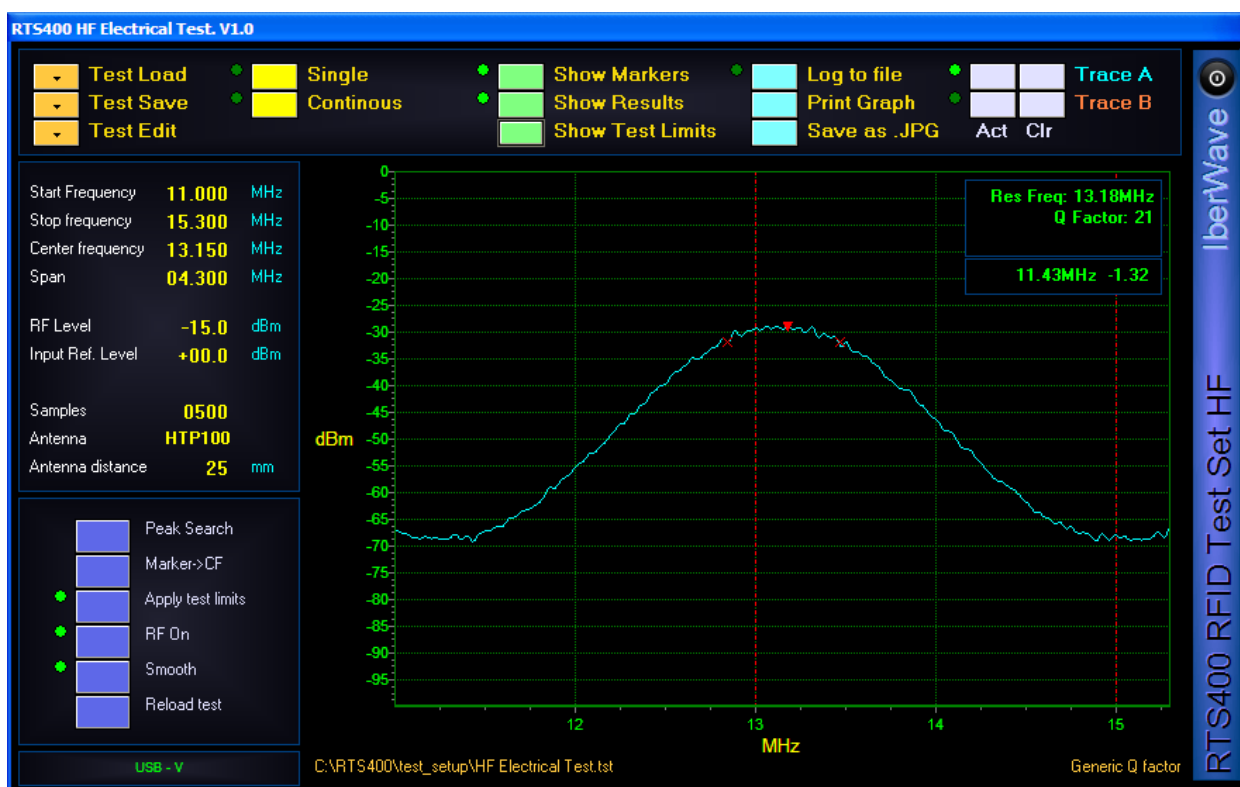 RTS400 HF Electrical Test. V1.0
Test Load
Single
Show Markers
Log to file
Trace A
Test Save
Continous
Show Results
Print Graph
Trace B
Test Edit
Show Test Limits
Save as .JPG
Act Clr
Start Frequency 11.000 MHz
Stop frequency 15.300 MHz
Center frequency 13.150 MHz
Span 04.300 MHz
RF Level -15.0 dBm
Input Ref. Level +00.0 dBm
Samples 0500
Antenna HTP100
Antenna distance 25 mm
Peak Search
Marker->CF
Apply test limits
RF On
Smooth
Reload test
USB - V
0
-5
-10
-15
-20
-25
-30
-35
-40
-45
dBm -50
-55
-60
-65
-70
-75
-80
-85
-90
-95
Res Freq: 13.18MHz
Q Factor: 21
11.43MHz -1.32
12 13 14 15
MHz
C:\RTS400\test_setup\HF Electrical Test.tst
Generic Q factor
RTS400 RFID Test Set HF IberWave